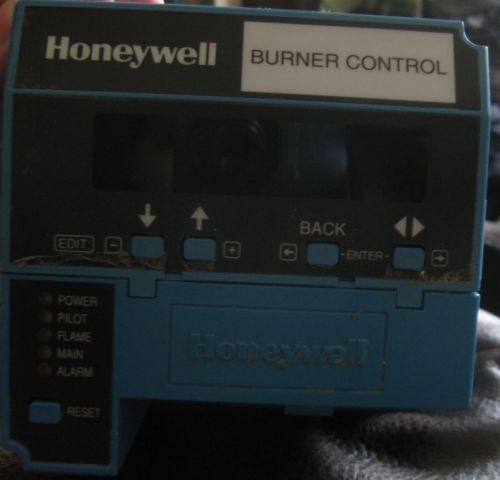 Honeywell
BURNER CONTROL
BACK
EDIT: - + ← -ENTER- →
POWER
PILOT
FLAME
MAIN
ALARM
RESET
Honeywell